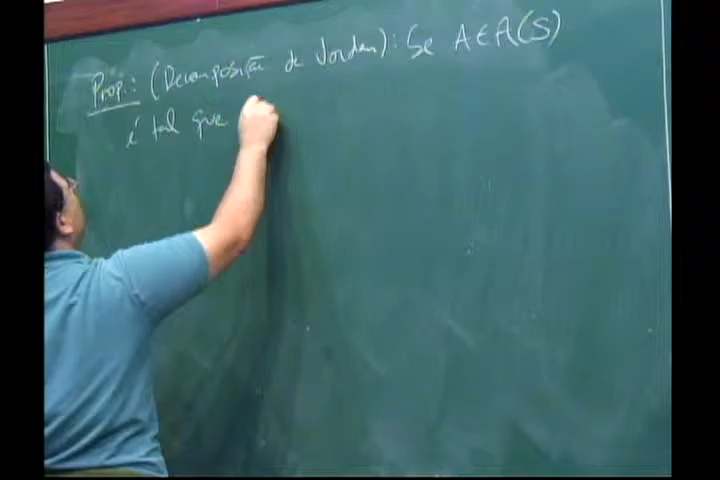 Prop.: (Decomposição de Jordan): Se A ∈ A(S)
é tal que